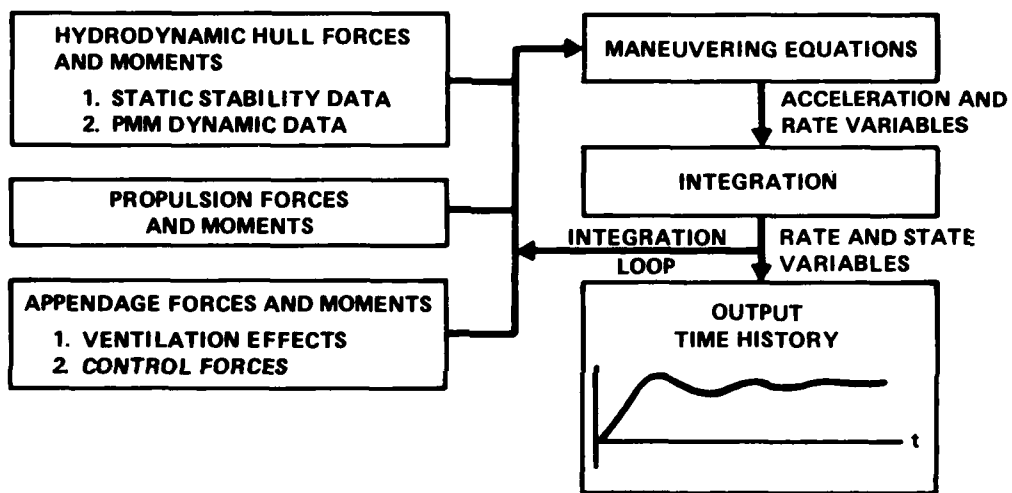 HYDRODYNAMIC HULL FORCES
AND MOMENTS
1. STATIC STABILITY DATA
2. PMM DYNAMIC DATA
PROPULSION FORCES
AND MOMENTS
APPENDAGE FORCES AND MOMENTS
1. VENTILATION EFFECTS
2. CONTROL FORCES
MANEUVERING EQUATIONS
ACCELERATION AND
RATE VARIABLES
INTEGRATION
INTEGRATION
LOOP
RATE AND STATE
VARIABLES
OUTPUT
TIME HISTORY
t